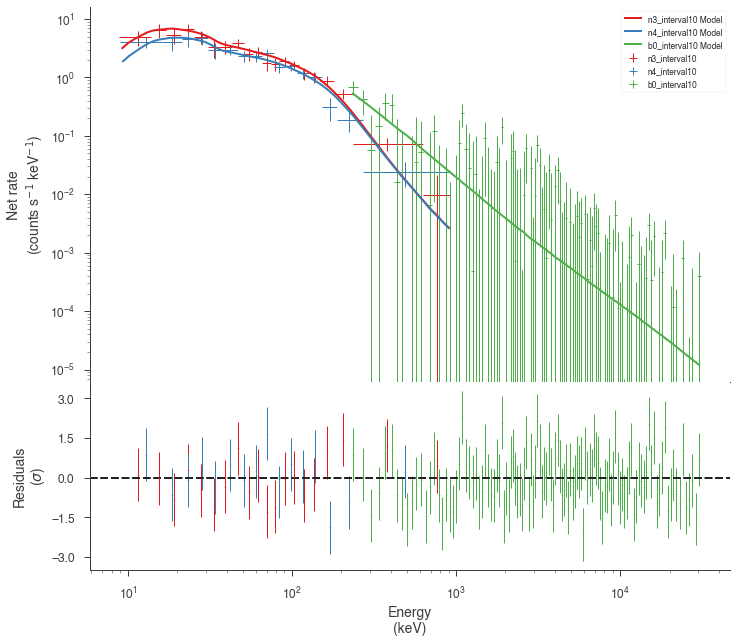 n3_interval10 Model
n4_interval10 Model
b0_interval10 Model
n3_interval10
n4_interval10
b0_interval10
Net rate
(counts s⁻¹ keV⁻¹)
10¹
10⁰
10⁻¹
10⁻²
10⁻³
10⁻⁴
10⁻⁵
Residuals
(σ)
3.0
1.5
0.0
−1.5
−3.0
10¹ 10² 10³ 10⁴
Energy
(keV)